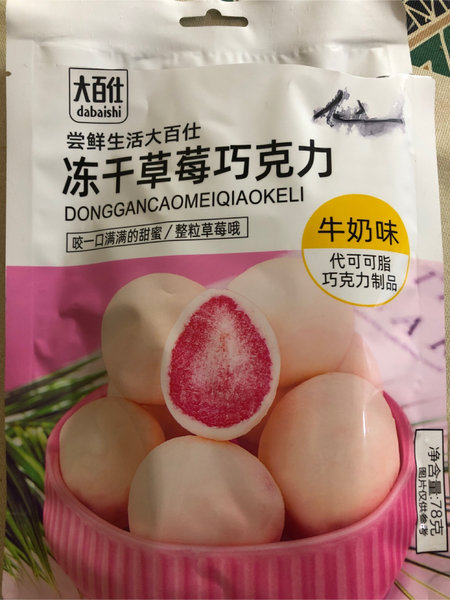 大百仕
dabaishi
尝鲜生活大百仕
冻干草莓巧克力
DONGGANCAOMEIQIAOKELI
咬一口满满的甜蜜/整粒草莓哦
牛奶味
代可可脂
巧克力制品
净含量:78克
图片仅供参考